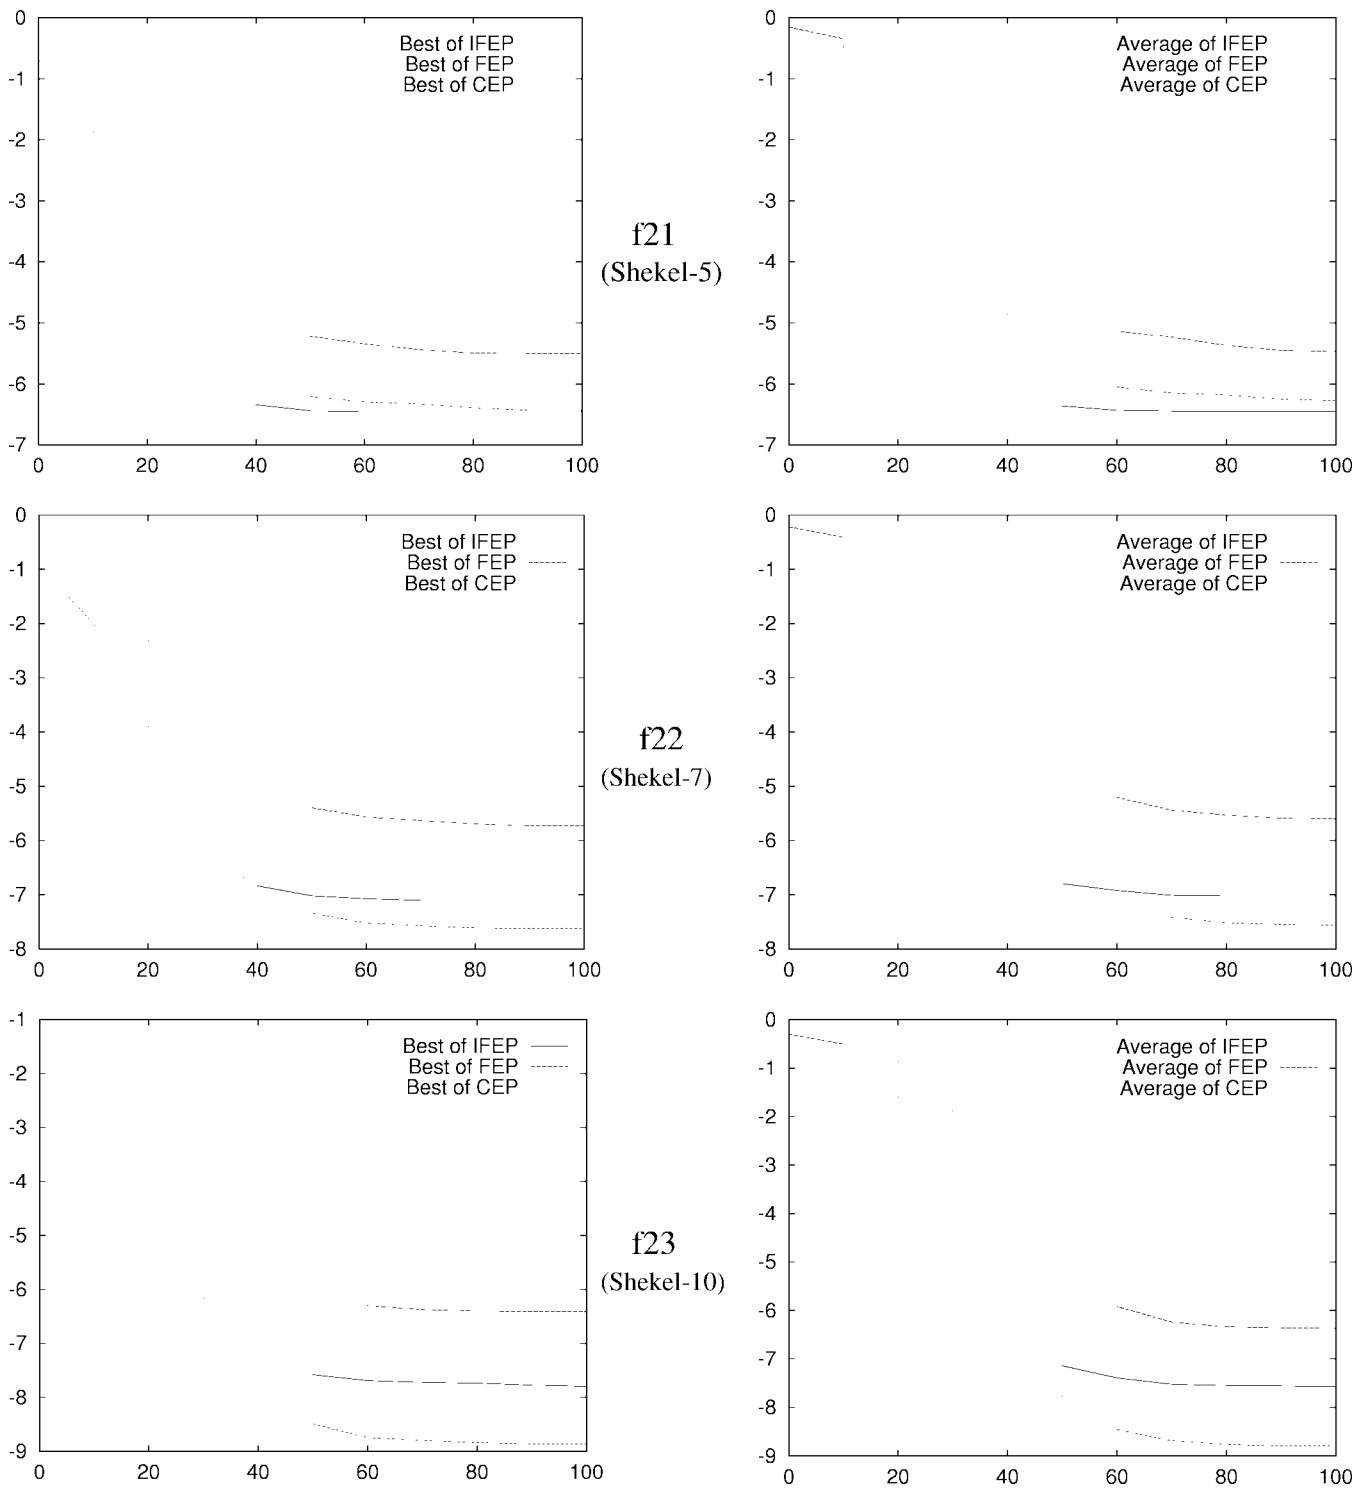 0
-1
-2
-3
-4
-5
-6
-7
0 20 40 60 80 100
Best of IFEP
Best of FEP
Best of CEP
f21
(Shekel-5)
0
-1
-2
-3
-4
-5
-6
-7
0 20 40 60 80 100
Average of IFEP
Average of FEP
Average of CEP
0
-1
-2
-3
-4
-5
-6
-7
-8
0 20 40 60 80 100
Best of IFEP
Best of FEP
Best of CEP
f22
(Shekel-7)
0
-1
-2
-3
-4
-5
-6
-7
-8
0 20 40 60 80 100
Average of IFEP
Average of FEP
Average of CEP
-1
-2
-3
-4
-5
-6
-7
-8
-9
0 20 40 60 80 100
Best of IFEP
Best of FEP
Best of CEP
f23
(Shekel-10)
0
-1
-2
-3
-4
-5
-6
-7
-8
-9
0 20 40 60 80 100
Average of IFEP
Average of FEP
Average of CEP